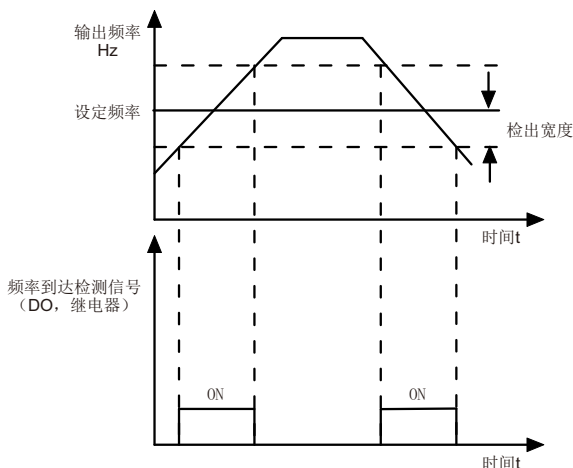 输出频率
Hz
设定频率
检出宽度
时间t
频率到达检测信号
（DO，继电器）
ON
ON
时间t